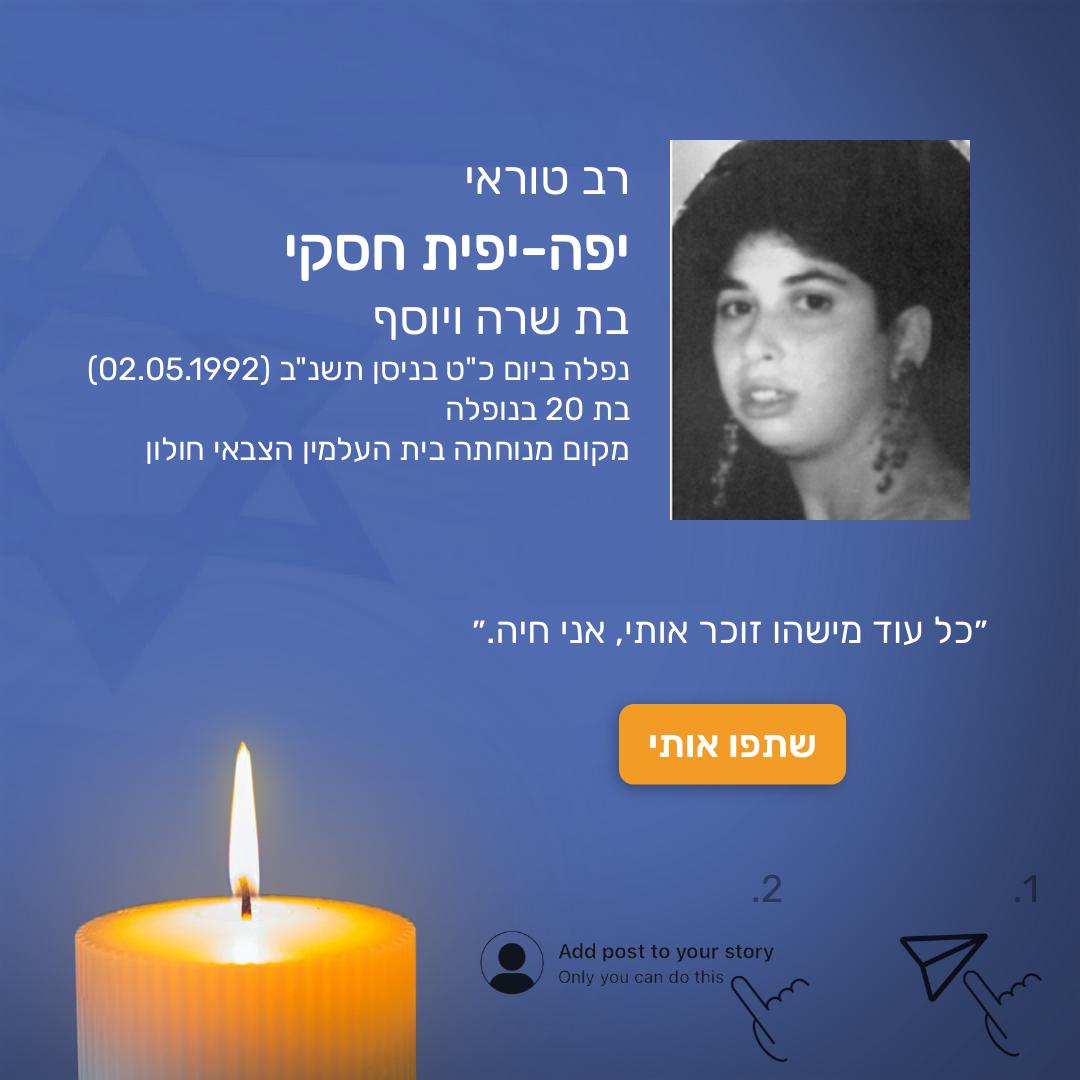 רב טוראי
יפה-יפית חסקי
בת שרה ויוסף
נפלה ביום כ"ט בניסן תשנ"ב (02.05.1992)
בת 20 בנופלה
מקום מנוחתה בית העלמין הצבאי חולון
״כל עוד מישהו זוכר אותי, אני חיה.״
שתפו אותי
1.
2.
Add post to your story
Only you can do this